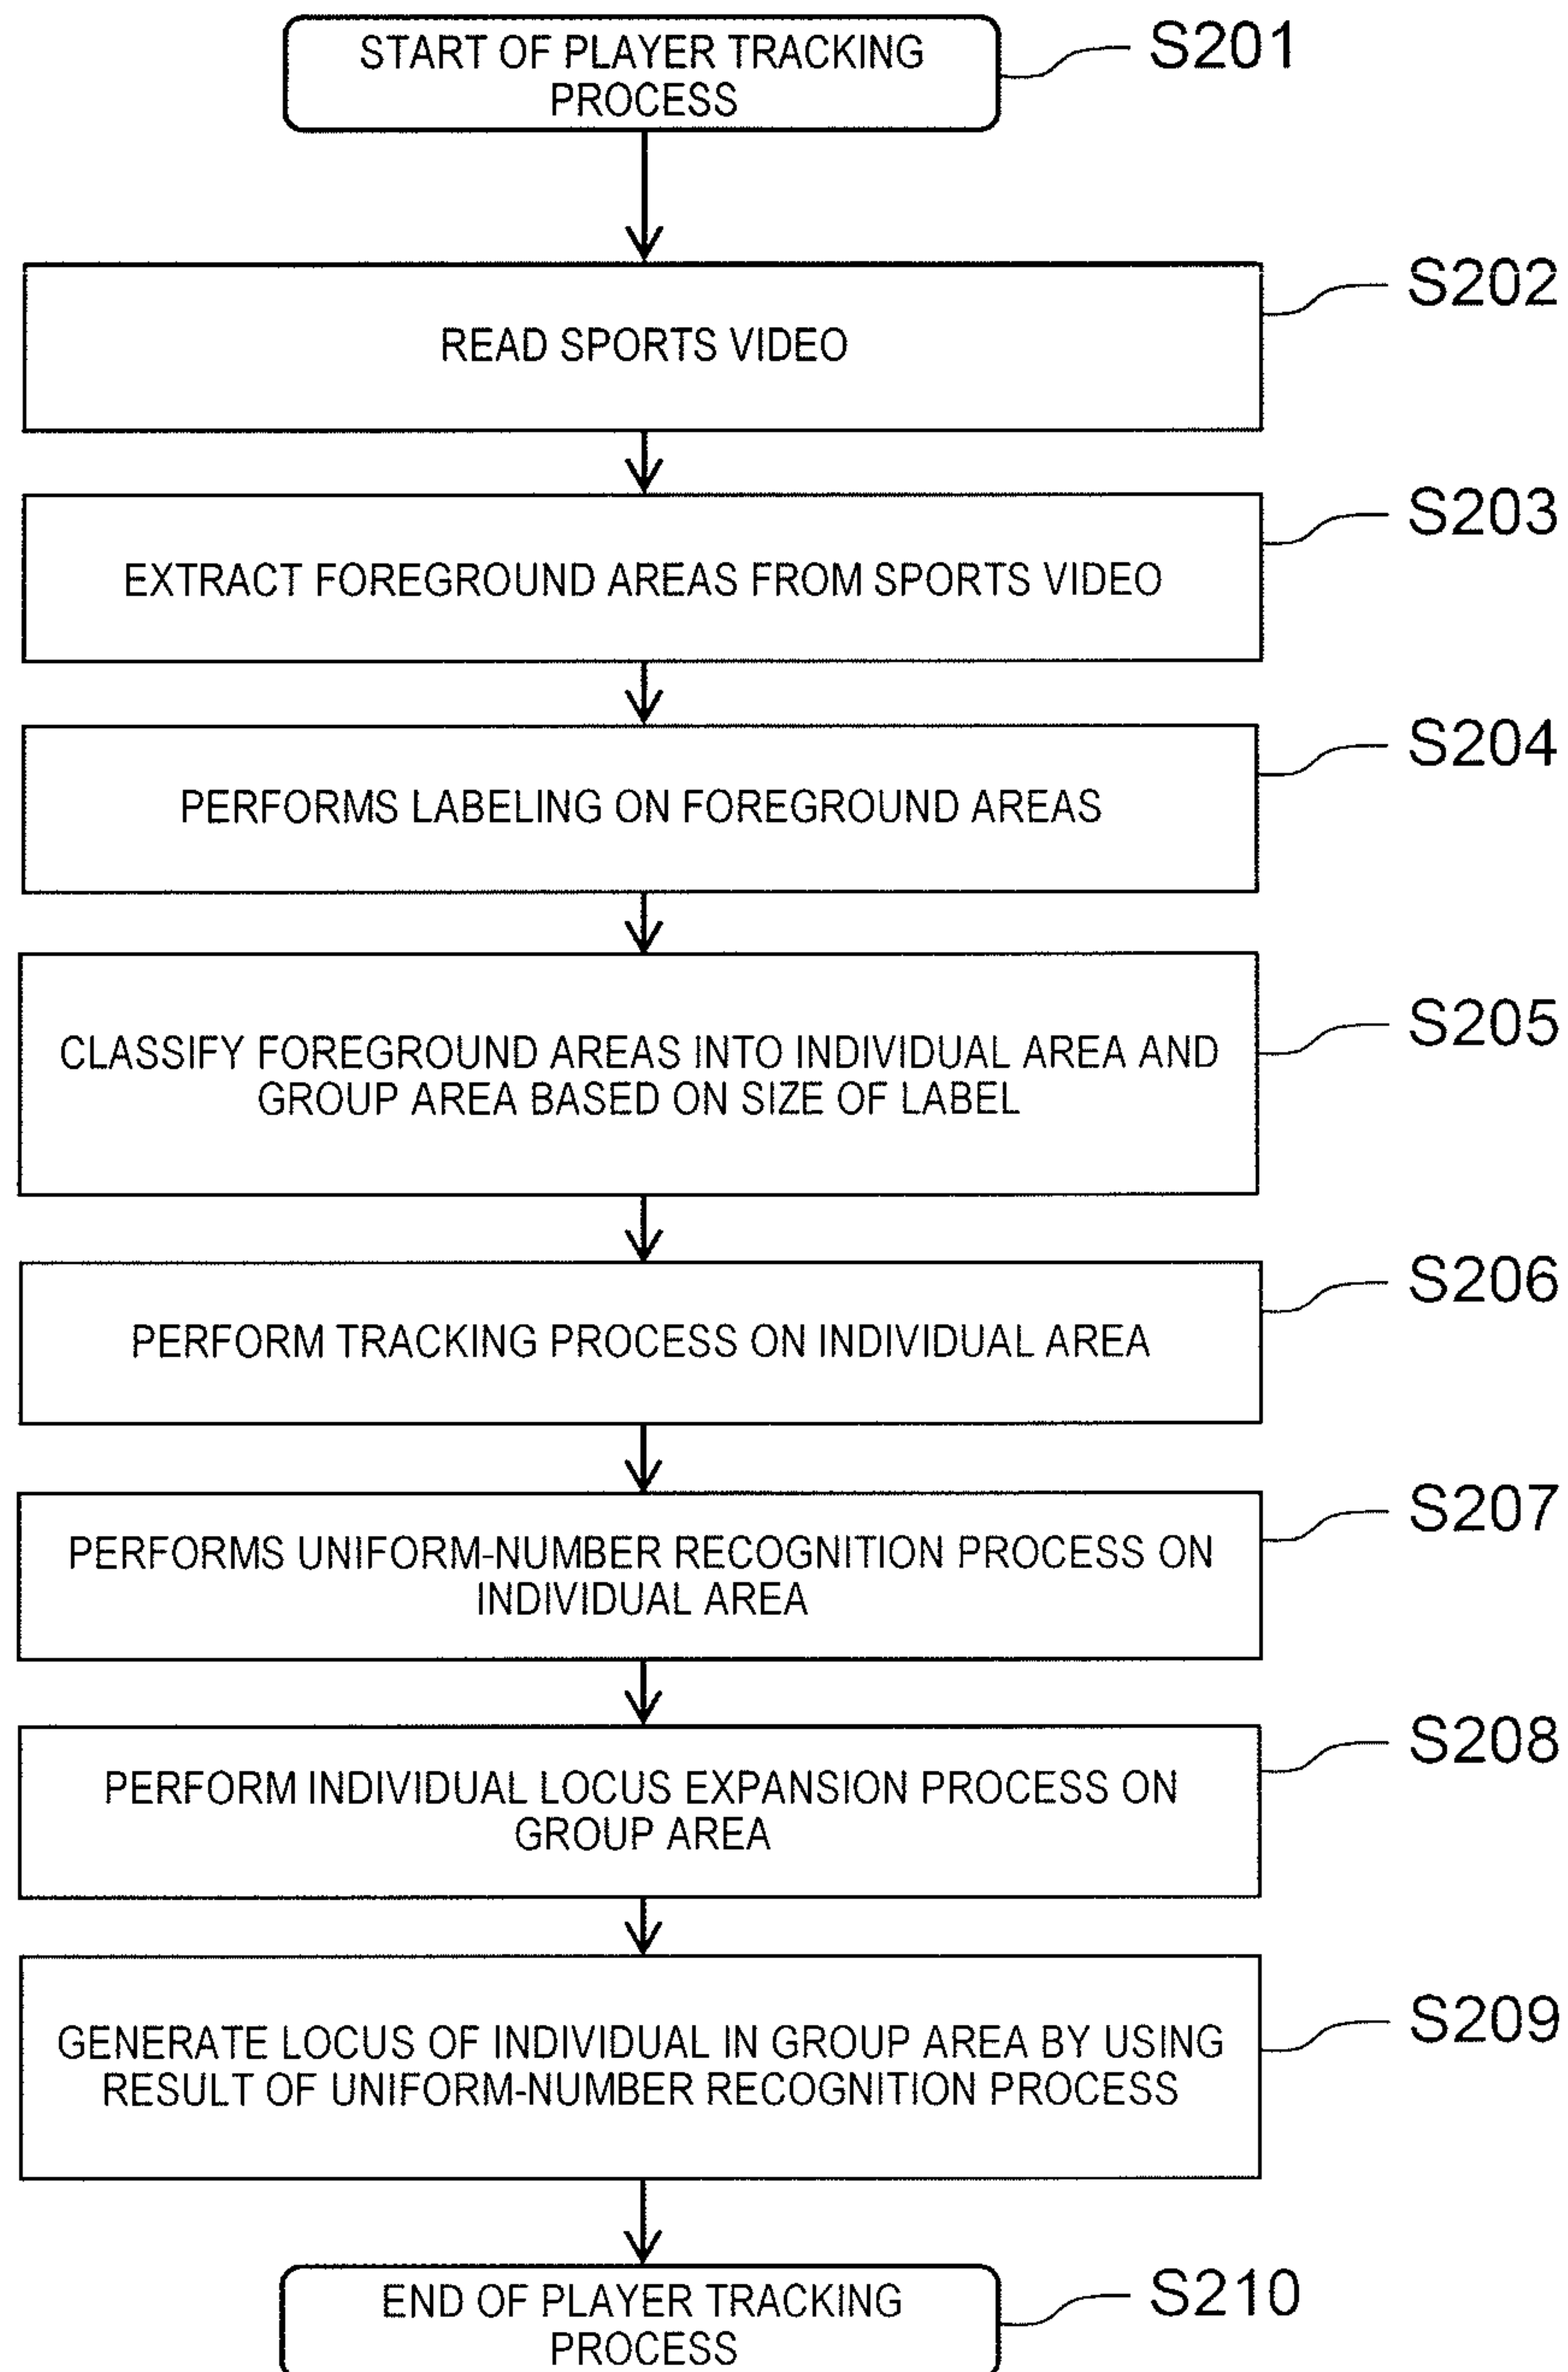 START OF PLAYER TRACKING
PROCESS
S201
READ SPORTS VIDEO
S202
EXTRACT FOREGROUND AREAS FROM SPORTS VIDEO
S203
PERFORMS LABELING ON FOREGROUND AREAS
S204
CLASSIFY FOREGROUND AREAS INTO INDIVIDUAL AREA AND
GROUP AREA BASED ON SIZE OF LABEL
S205
PERFORM TRACKING PROCESS ON INDIVIDUAL AREA
S206
PERFORMS UNIFORM-NUMBER RECOGNITION PROCESS ON
INDIVIDUAL AREA
S207
PERFORM INDIVIDUAL LOCUS EXPANSION PROCESS ON
GROUP AREA
S208
GENERATE LOCUS OF INDIVIDUAL IN GROUP AREA BY USING
RESULT OF UNIFORM-NUMBER RECOGNITION PROCESS
S209
END OF PLAYER TRACKING
PROCESS
S210